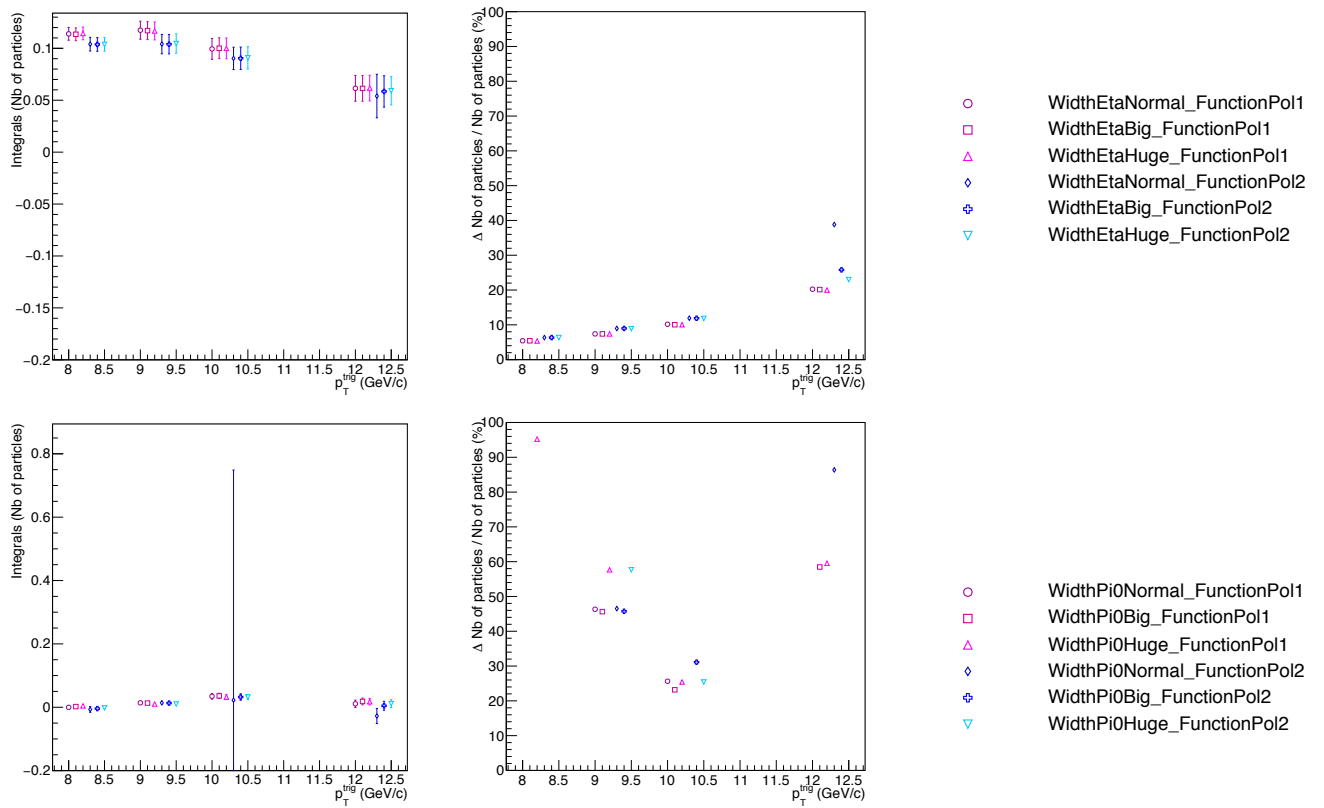 Integrals (Nb of particles)
0.1
0.05
0
−0.05
−0.1
−0.15
−0.2
8 8.5 9 9.5 10 10.5 11 11.5 12 12.5
p_T^trig (GeV/c)
Δ Nb of particles / Nb of particles (%)
100
90
80
70
60
50
40
30
20
10
0
8 8.5 9 9.5 10 10.5 11 11.5 12 12.5
p_T^trig (GeV/c)
WidthEtaNormal_FunctionPol1
WidthEtaBig_FunctionPol1
WidthEtaHuge_FunctionPol1
WidthEtaNormal_FunctionPol2
WidthEtaBig_FunctionPol2
WidthEtaHuge_FunctionPol2
Integrals (Nb of particles)
0.8
0.6
0.4
0.2
0
−0.2
8 8.5 9 9.5 10 10.5 11 11.5 12 12.5
p_T^trig (GeV/c)
Δ Nb of particles / Nb of particles (%)
100
90
80
70
60
50
40
30
20
10
0
8 8.5 9 9.5 10 10.5 11 11.5 12 12.5
p_T^trig (GeV/c)
WidthPi0Normal_FunctionPol1
WidthPi0Big_FunctionPol1
WidthPi0Huge_FunctionPol1
WidthPi0Normal_FunctionPol2
WidthPi0Big_FunctionPol2
WidthPi0Huge_FunctionPol2